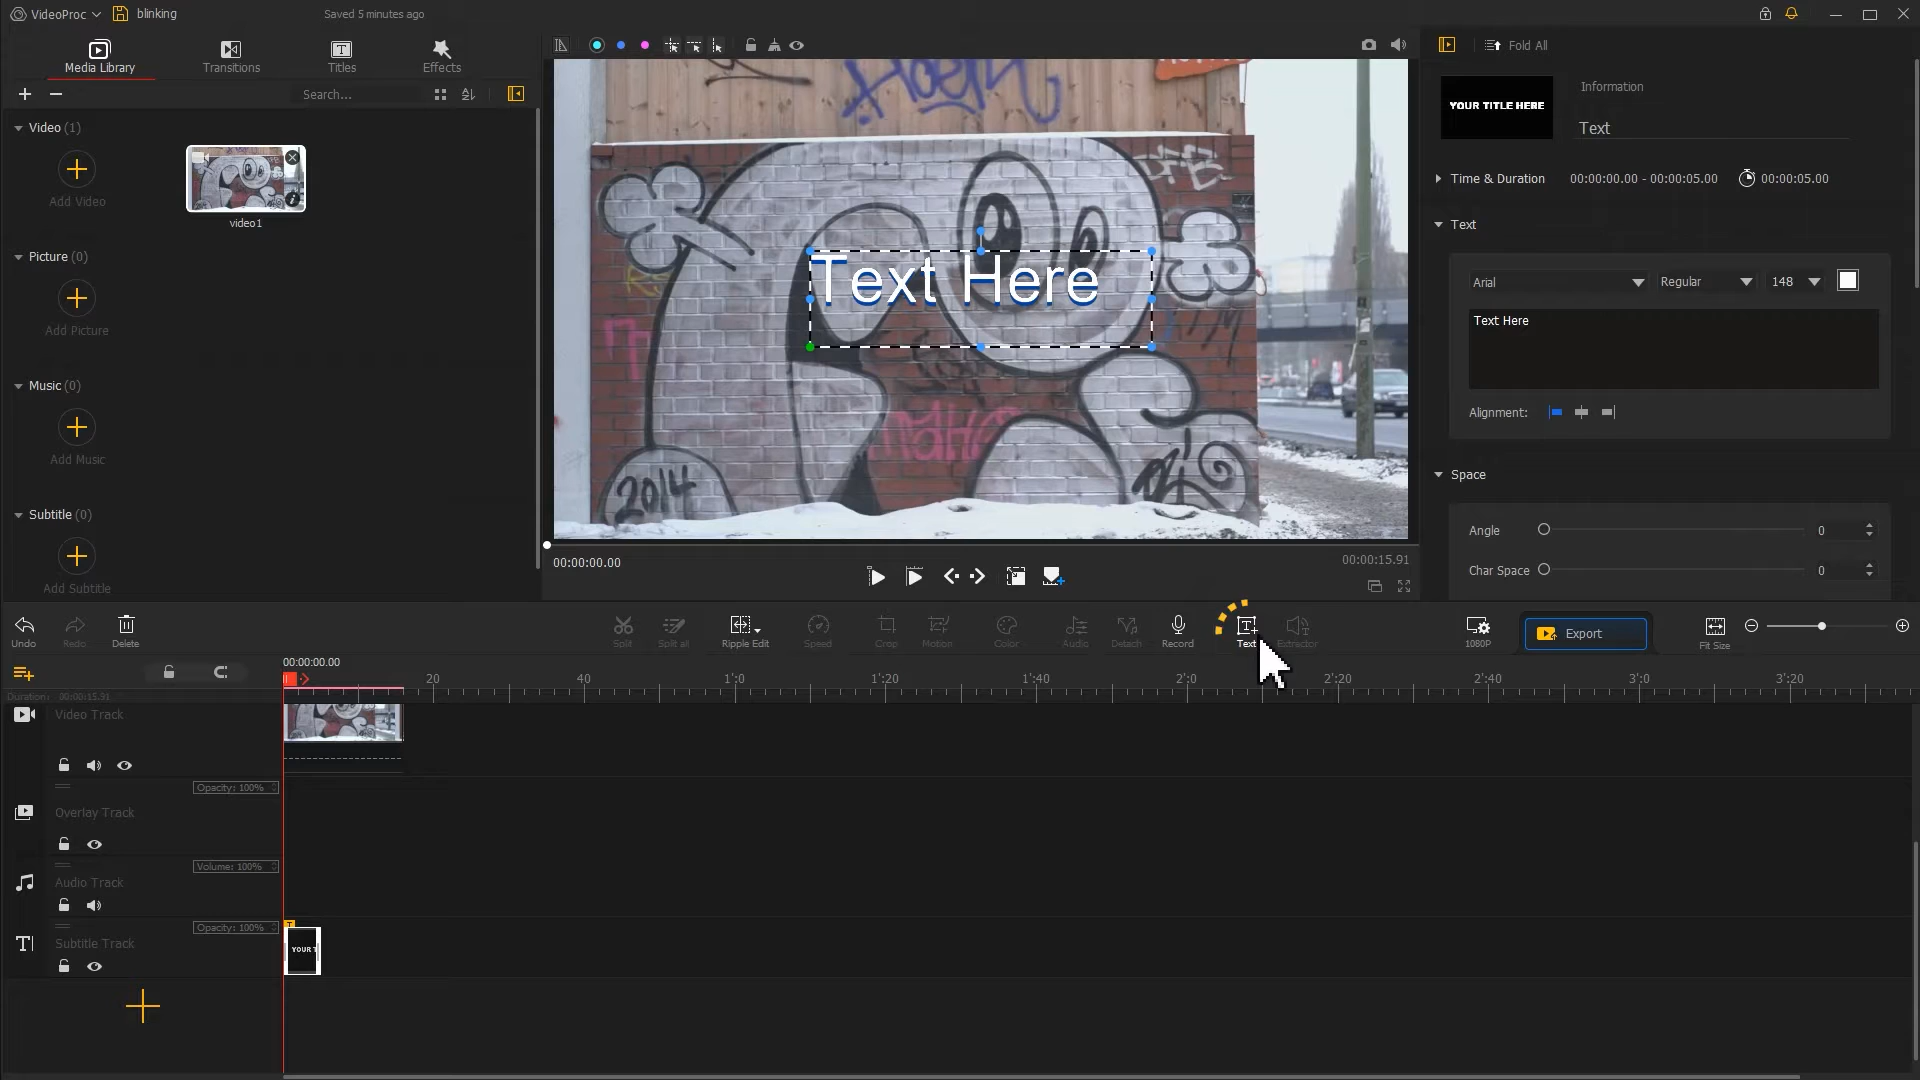 VideoProc blinking Saved 5 minutes ago
Media Library Transitions Titles Effects
Fold All
Search...
YOUR TITLE HERE
Information
Text
Video (1)
Add Video
video1
Time & Duration 00:00:00.00 - 00:00:05.00 00:00:05.00
Text
Picture (0)
Add Picture
Text Here
Arial Regular 148
Text Here
Music (0)
Add Music
Alignment:
Space
2014
Subtitle (0)
Add Subtitle
Angle 0
Char Space 0
00:00:00.00 00:00:15.91
Undo Redo Delete Split Split all Ripple Edit Speed Crop Motion Color Audio Detach Record Text Extractor 1080P Export Fit Size
00:00:00.00
20 40 1':0 1':20 1':40 2':0 2':20 2':40 3':0 3':20
Duration: 00:00:15.91
Video Track
Opacity: 100%
Overlay Track
Volume: 100%
Audio Track
Opacity: 100%
Subtitle Track
YOUR T